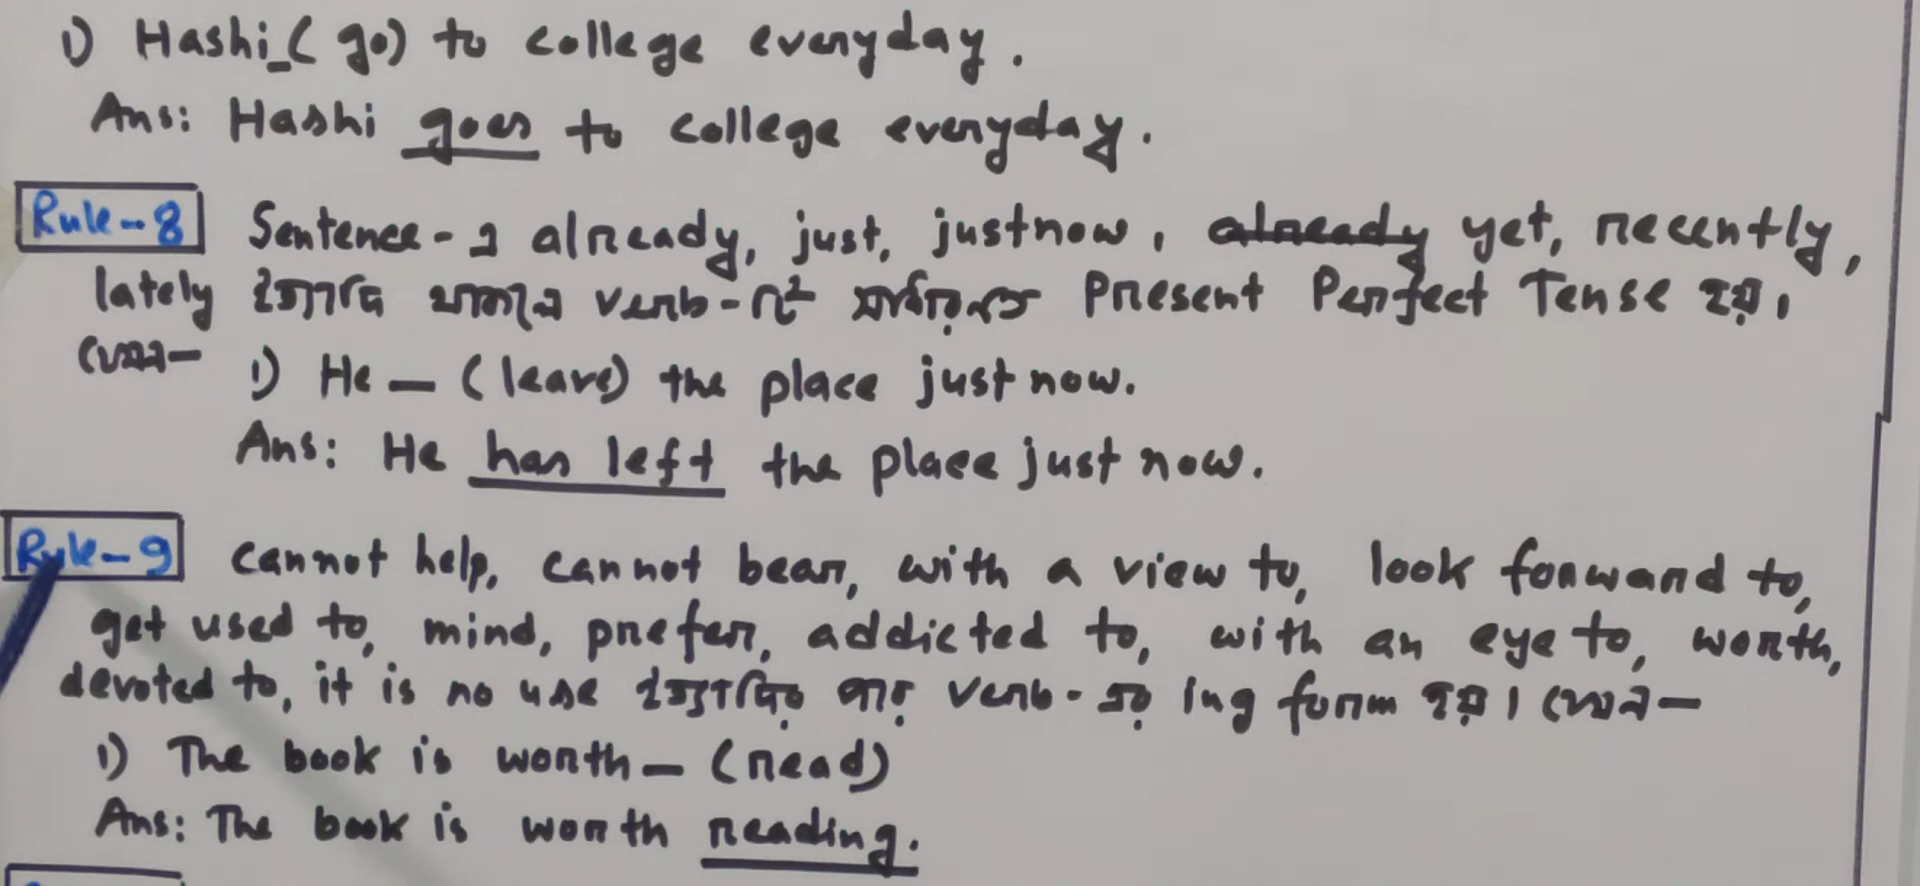 1) Hashi_( go) to college everyday.
Ans: Hashi goes to college everyday.
Rule-8 Sentence-এ already, just, justnow, already yet, recently,
lately ইত্যাদি থাকলে verb-টি Present Perfect Tense হয়।
যেমন- 1) He - (leave) the place just now.
Ans: He has left the place just now.
Rule-9 cannot help, cannot bear, with a view to, look forward to,
get used to, mind, prefer, addicted to, with an eye to, worth,
devoted to, it is no use ইত্যাদির পর verb-এর ing form হয়। যেমন-
1) The book is worth - (read)
Ans: The book is worth reading.